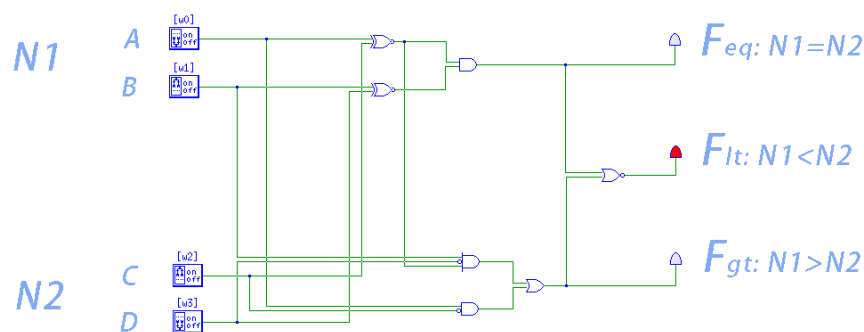 [w0]
A
on
off
N1
[w1]
B
on
off
Feq: N1=N2
Flt: N1<N2
[w2]
C
on
off
N2
[w3]
D
on
off
Fgt: N1>N2